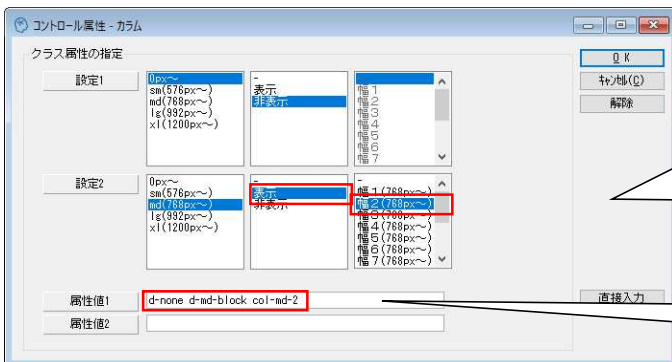 コントロール属性 - カラム
クラス属性の指定
設定1
0px～
sm(576px～)
md(768px～)
lg(992px～)
xl(1200px～)
-
表示
非表示
幅1
幅2
幅3
幅4
幅5
幅6
幅7
O K
ｷｬﾝｾﾙ(C)
解除
設定2
0px～
sm(576px～)
md(768px～)
lg(992px～)
xl(1200px～)
-
表示
非表示
-
幅1(768px～)
幅2(768px～)
幅3(768px～)
幅4(768px～)
幅5(768px～)
幅6(768px～)
幅7(768px～)
属性値1
d-none d-md-block col-md-2
直接入力
属性値2